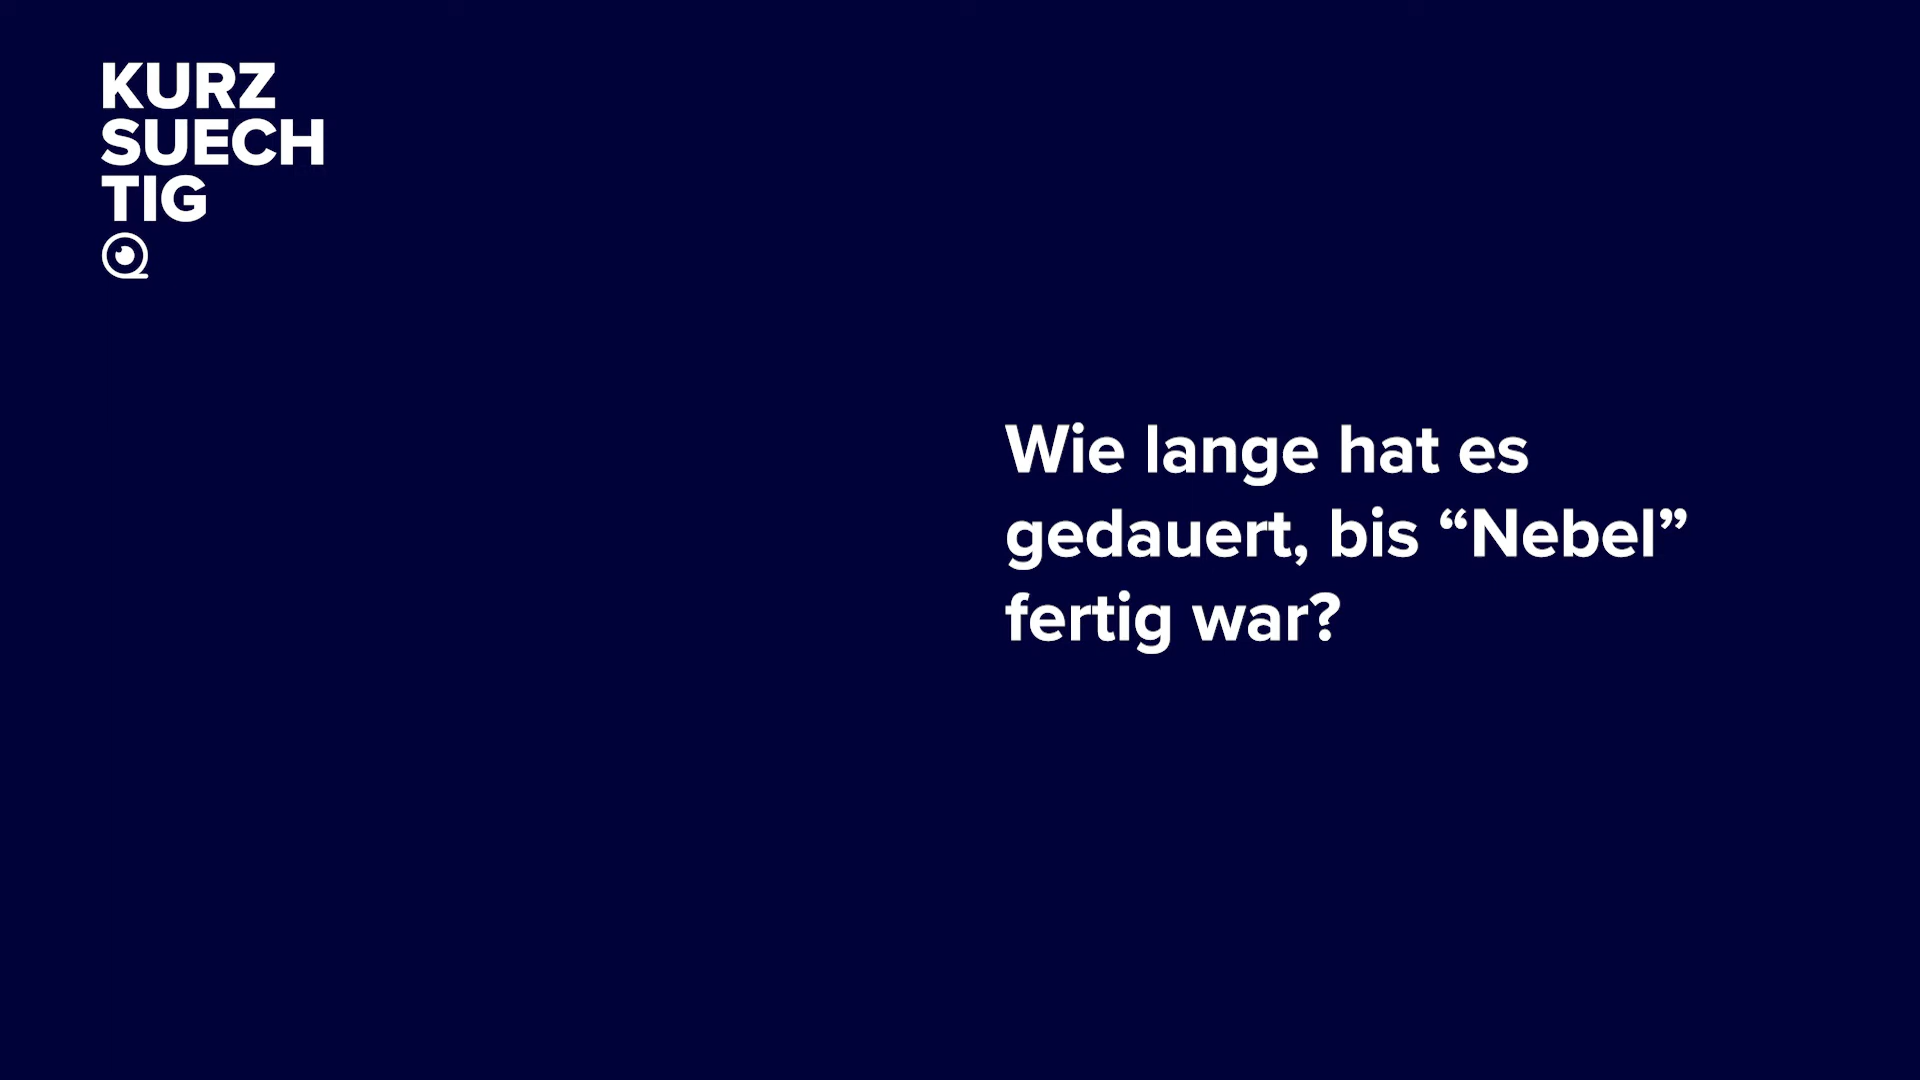 KURZ
SUECH
TIG
Wie lange hat es
gedauert, bis “Nebel”
fertig war?